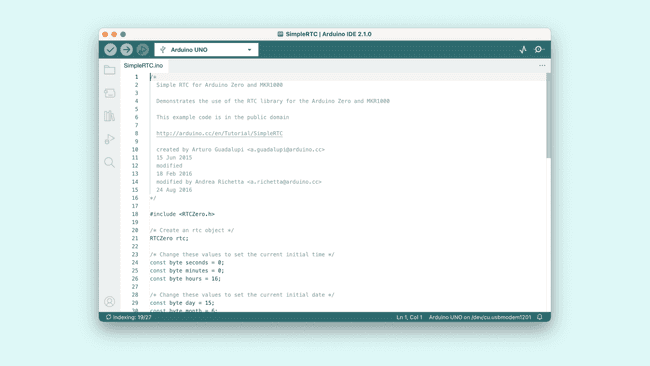 SimpleRTC | Arduino IDE 2.1.0
Arduino UNO
SimpleRTC.ino
1 /*
2 Simple RTC for Arduino Zero and MKR1000
3
4 Demonstrates the use of the RTC library for the Arduino Zero and MKR1000
5
6 This example code is in the public domain
7
8 http://arduino.cc/en/Tutorial/SimpleRTC
9
10 created by Arturo Guadalupi <a.guadalupi@arduino.cc>
11 15 Jun 2015
12 modified
13 18 Feb 2016
14 modified by Andrea Richetta <a.richetta@arduino.cc>
15 24 Aug 2016
16 */
17
18 #include <RTCZero.h>
19
20 /* Create an rtc object */
21 RTCZero rtc;
22
23 /* Change these values to set the current initial time */
24 const byte seconds = 0;
25 const byte minutes = 0;
26 const byte hours = 16;
27
28 /* Change these values to set the current initial date */
29 const byte day = 15;
30 const byte month = 6;
Indexing: 19/27
Ln 1, Col 1 Arduino UNO on /dev/cu.usbmodem1201